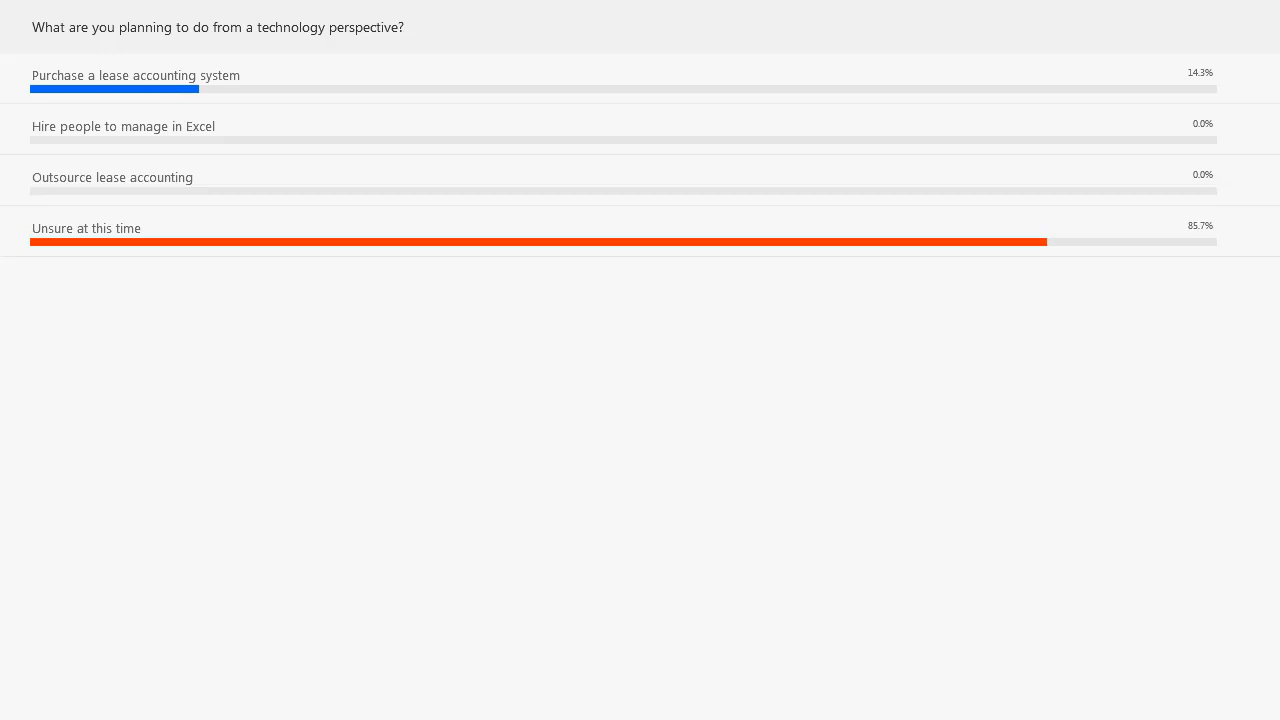 What are you planning to do from a technology perspective?
Purchase a lease accounting system
14.3%
Hire people to manage in Excel
0.0%
Outsource lease accounting
0.0%
Unsure at this time
85.7%